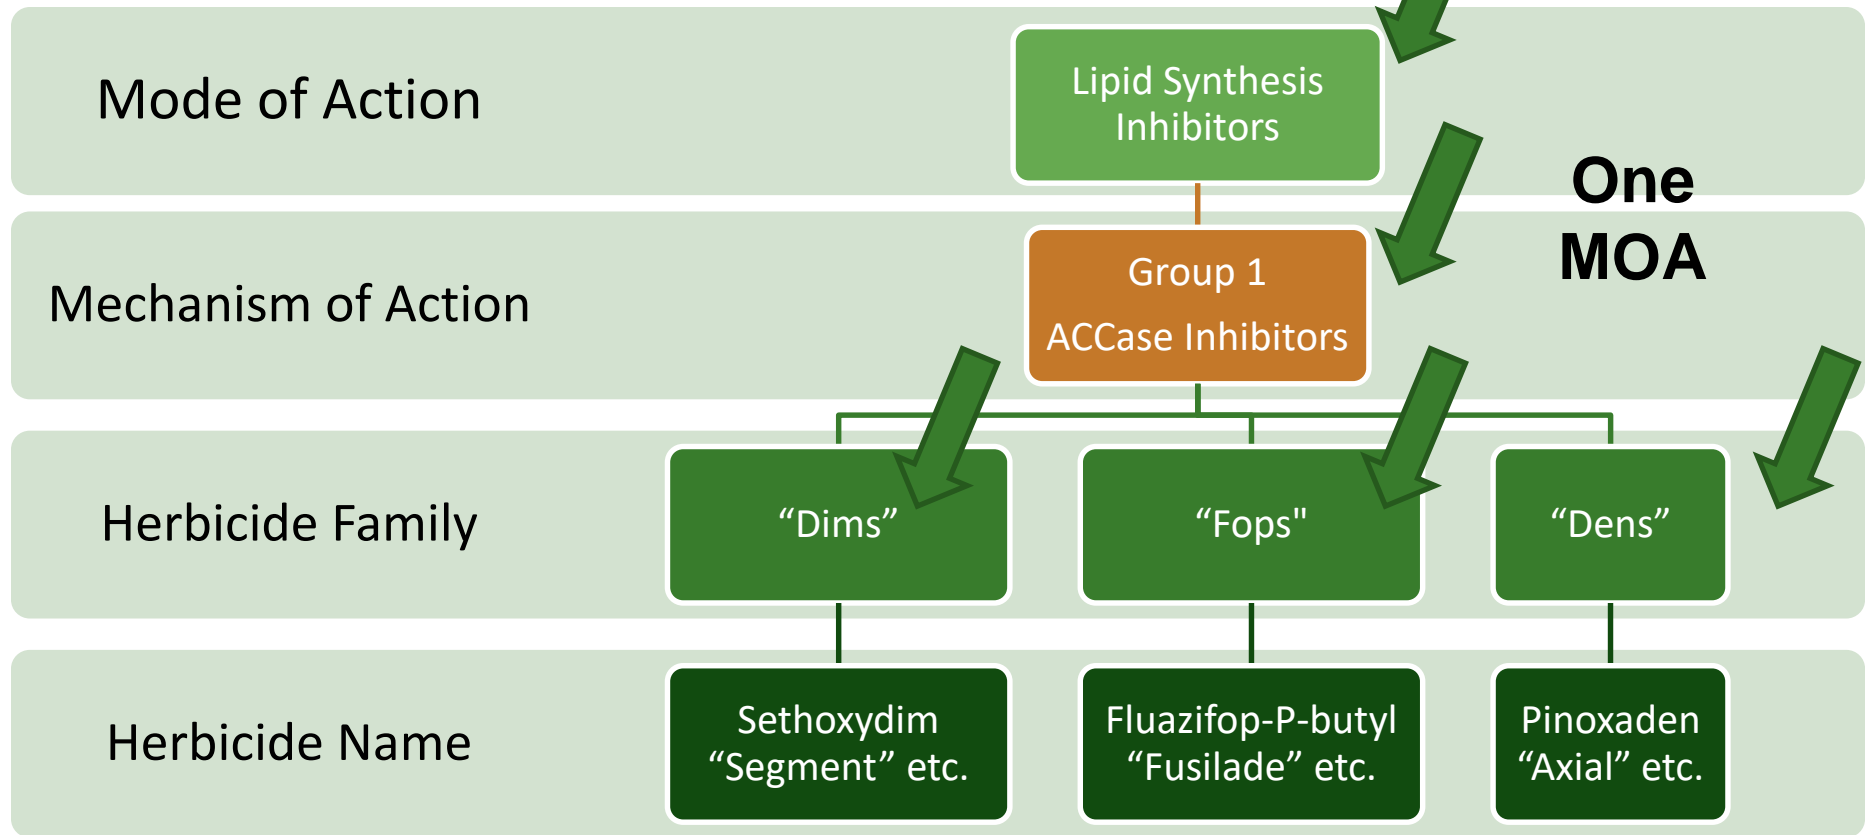 Mode of Action
Lipid Synthesis
Inhibitors
One
MOA
Mechanism of Action
Group 1
ACCase Inhibitors
Herbicide Family
“Dims”
“Fops"
“Dens”
Herbicide Name
Sethoxydim
“Segment” etc.
Fluazifop-P-butyl
“Fusilade” etc.
Pinoxaden
“Axial” etc.